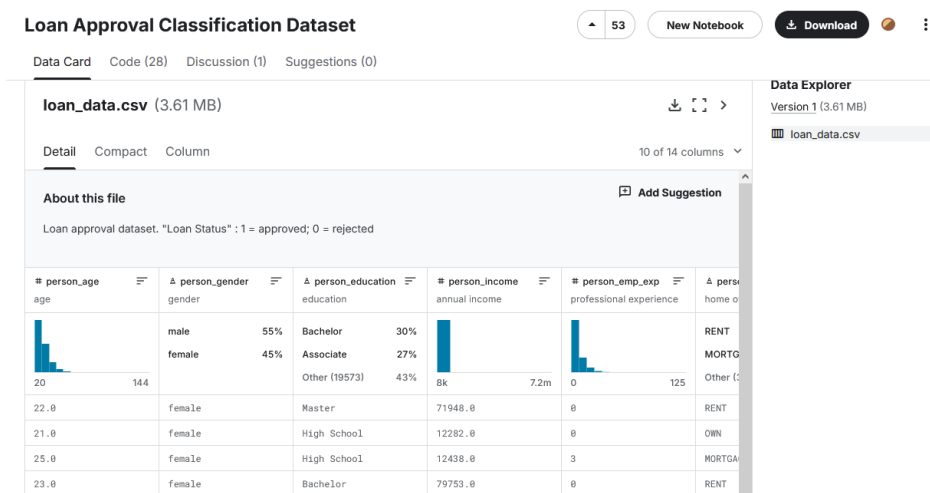 Loan Approval Classification Dataset
53
New Notebook
Download
Data Card Code (28) Discussion (1) Suggestions (0)
Data Explorer
loan_data.csv (3.61 MB)
Version 1 (3.61 MB)
loan_data.csv
Detail Compact Column
10 of 14 columns
About this file
Add Suggestion
Loan approval dataset. "Loan Status" : 1 = approved; 0 = rejected
# person_age person_gender person_education # person_income # person_emp_exp
age gender education annual income professional experience home
male 55% Bachelor 30% RENT
female 45% Associate 27% MORTG
Other (19573) 43% Other
20 144 8k 7.2m 0 125
22.0 female Master 71948.0 0 RENT
21.0 female High School 12282.0 0 OWN
25.0 female High School 12438.0 3 MORTGA
23.0 female Bachelor 79753.0 0 RENT